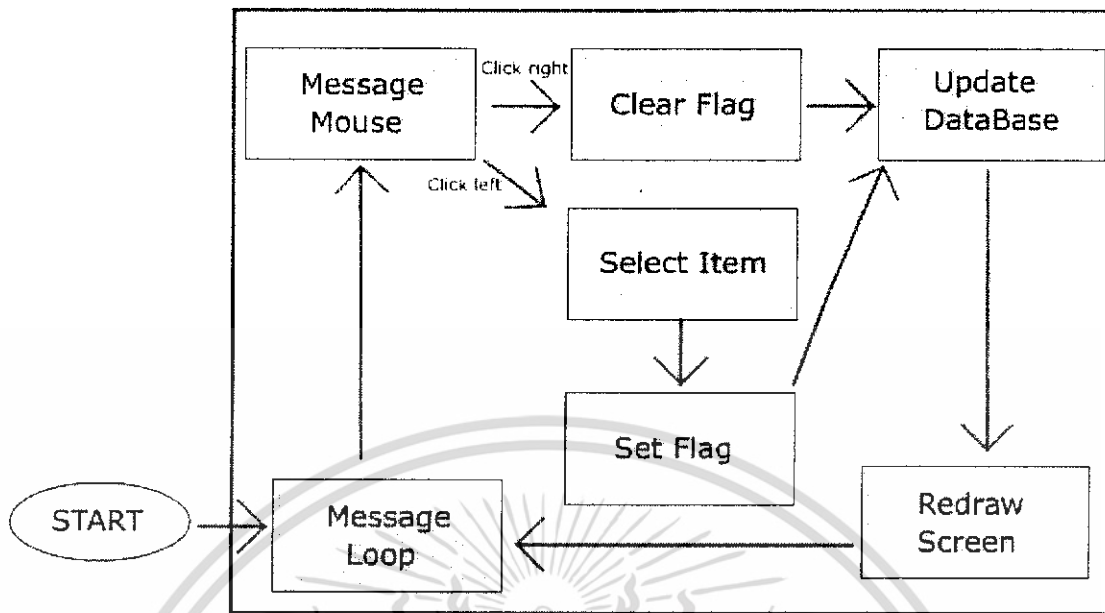 Message
Mouse
Click right
Clear Flag
Update
DataBase
Click left
Select Item
Set Flag
START
Message
Loop
Redraw
Screen